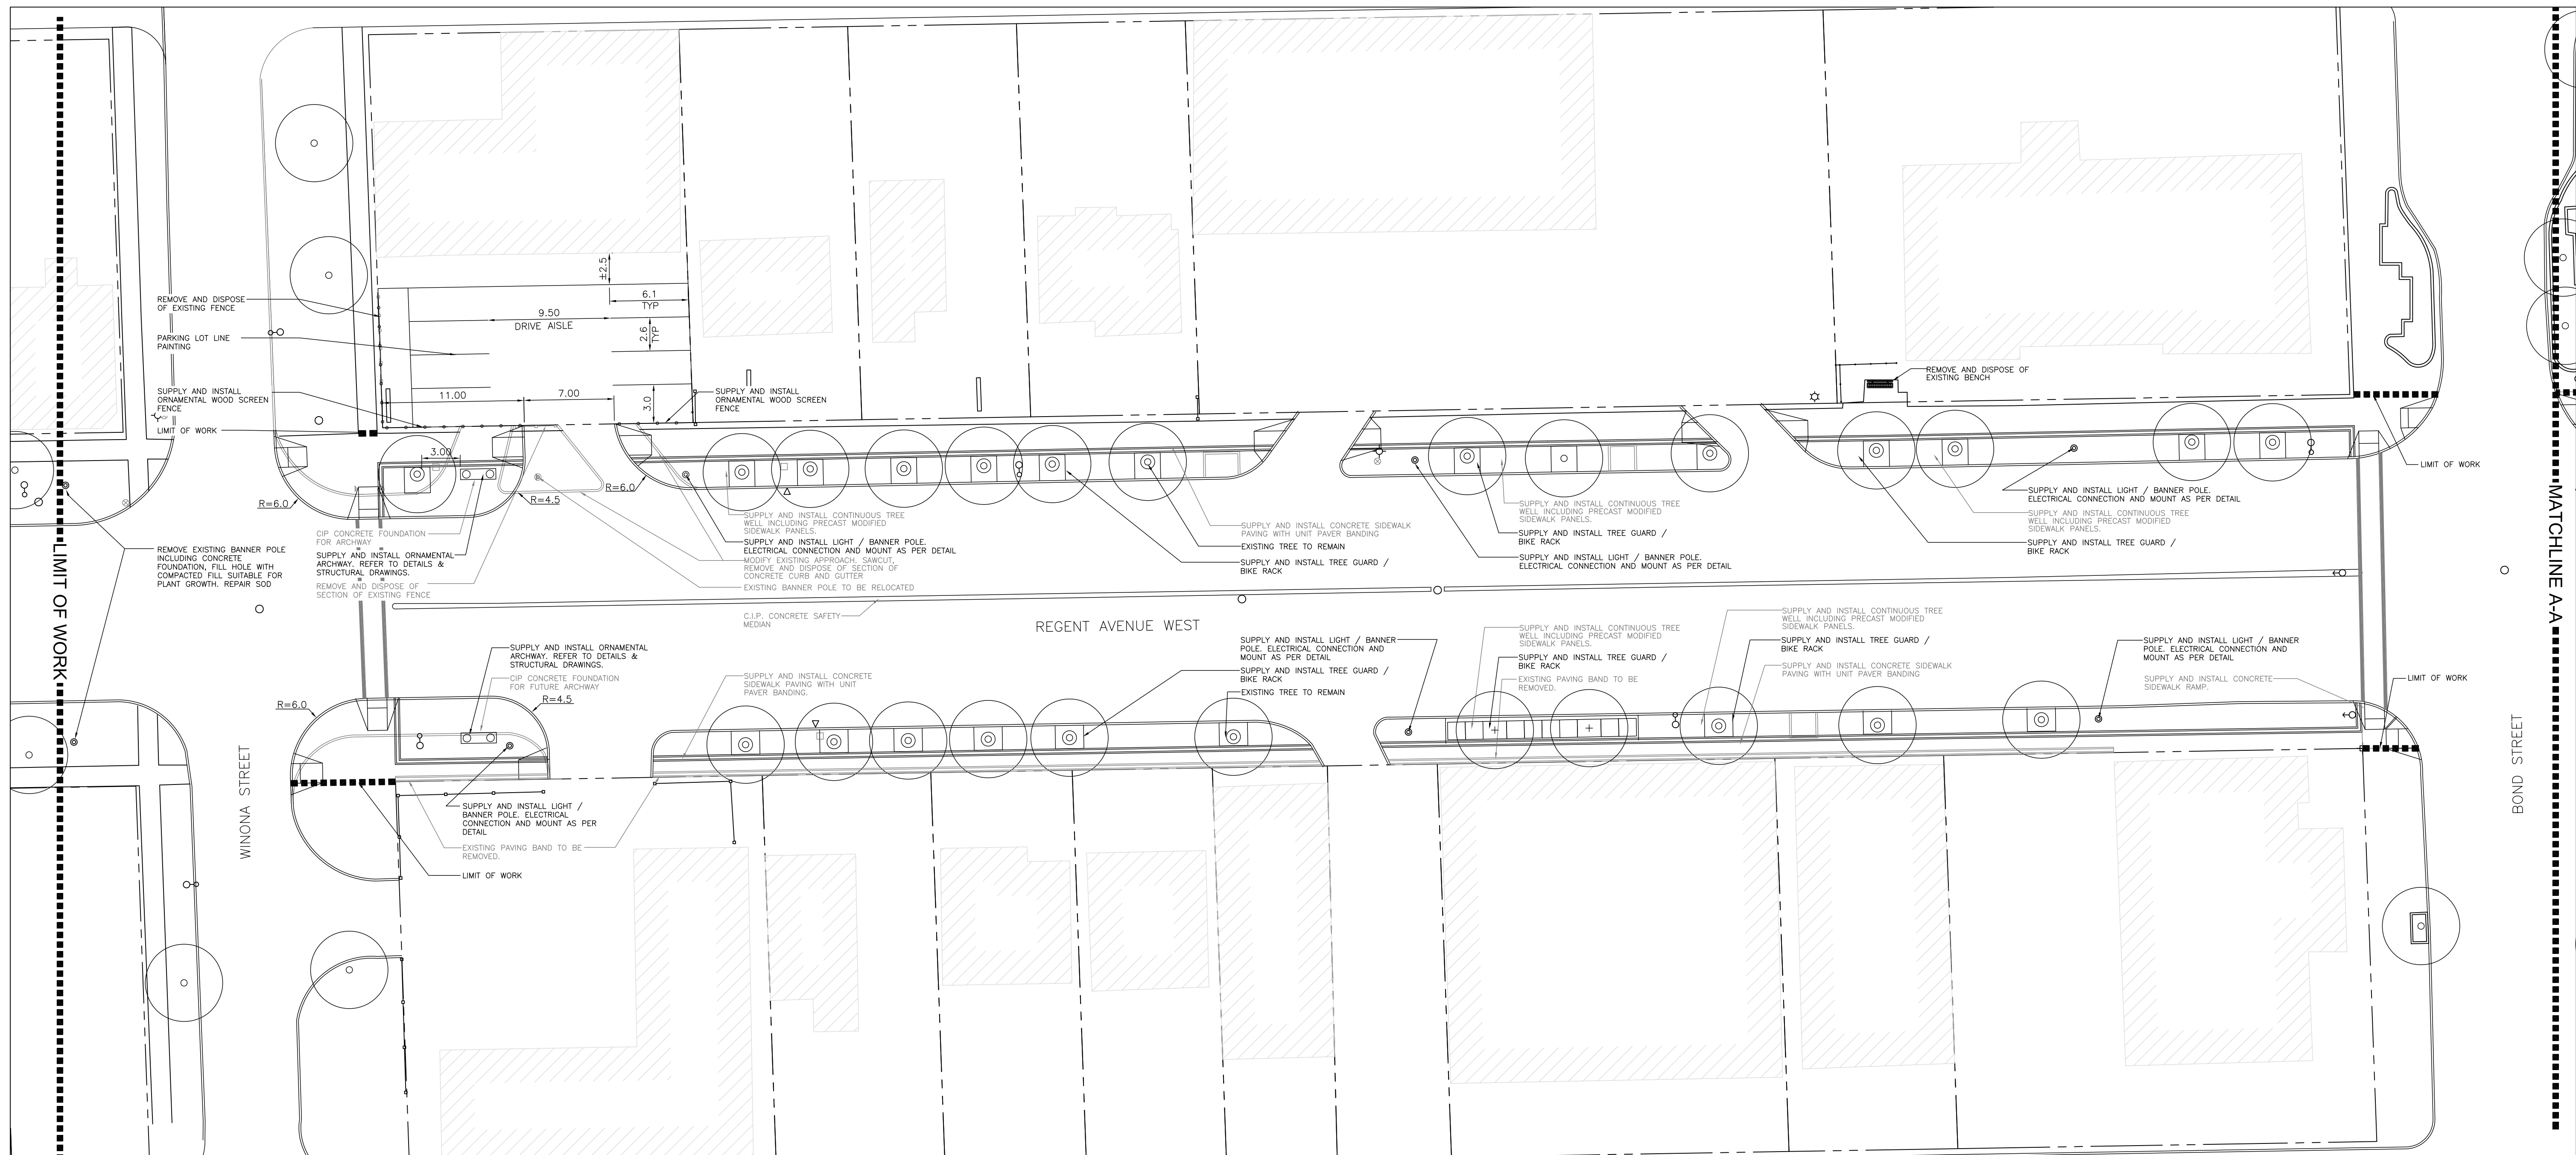 REMOVE AND DISPOSE
OF EXISTING FENCE
PARKING LOT LINE
PAINTING
SUPPLY AND INSTALL
ORNAMENTAL WOOD SCREEN
FENCE
LIMIT OF WORK
±2.5
6.1
TYP
9.50
DRIVE AISLE
2.6
TYP
11.00
7.00
3.0
SUPPLY AND INSTALL
ORNAMENTAL WOOD SCREEN
FENCE
REMOVE AND DISPOSE OF
EXISTING BENCH
3.00
R=6.0
R=4.5
R=6.0
LIMIT OF WORK
LIMIT OF WORK
REMOVE EXISTING BANNER POLE
INCLUDING CONCRETE
FOUNDATION, FILL HOLE WITH
COMPACTED FILL SUITABLE FOR
PLANT GROWTH. REPAIR SOD
CIP CONCRETE FOUNDATION
FOR ARCHWAY
SUPPLY AND INSTALL ORNAMENTAL
ARCHWAY. REFER TO DETAILS &
STRUCTURAL DRAWINGS.
REMOVE AND DISPOSE OF
SECTION OF EXISTING FENCE
SUPPLY AND INSTALL CONTINUOUS TREE
WELL INCLUDING PRECAST MODIFIED
SIDEWALK PANELS.
SUPPLY AND INSTALL LIGHT / BANNER POLE.
ELECTRICAL CONNECTION AND MOUNT AS PER DETAIL
MODIFY EXISTING APPROACH. SAWCUT,
REMOVE AND DISPOSE OF SECTION OF
CONCRETE CURB AND GUTTER
EXISTING BANNER POLE TO BE RELOCATED
C.I.P. CONCRETE SAFETY
MEDIAN
SUPPLY AND INSTALL CONCRETE SIDEWALK
PAVING WITH UNIT PAVER BANDING
EXISTING TREE TO REMAIN
SUPPLY AND INSTALL TREE GUARD /
BIKE RACK
SUPPLY AND INSTALL CONTINUOUS TREE
WELL INCLUDING PRECAST MODIFIED
SIDEWALK PANELS.
SUPPLY AND INSTALL TREE GUARD /
BIKE RACK
SUPPLY AND INSTALL LIGHT / BANNER POLE.
ELECTRICAL CONNECTION AND MOUNT AS PER DETAIL
SUPPLY AND INSTALL LIGHT / BANNER POLE.
ELECTRICAL CONNECTION AND MOUNT AS PER DETAIL
SUPPLY AND INSTALL CONTINUOUS TREE
WELL INCLUDING PRECAST MODIFIED
SIDEWALK PANELS.
SUPPLY AND INSTALL TREE GUARD /
BIKE RACK
MATCHLINE A-A
REGENT AVENUE WEST
SUPPLY AND INSTALL ORNAMENTAL
ARCHWAY. REFER TO DETAILS &
STRUCTURAL DRAWINGS.
CIP CONCRETE FOUNDATION
FOR FUTURE ARCHWAY
R=6.0
R=4.5
SUPPLY AND INSTALL CONCRETE
SIDEWALK PAVING WITH UNIT
PAVER BANDING.
SUPPLY AND INSTALL LIGHT / BANNER
POLE. ELECTRICAL CONNECTION AND
MOUNT AS PER DETAIL
SUPPLY AND INSTALL TREE GUARD /
BIKE RACK
EXISTING TREE TO REMAIN
SUPPLY AND INSTALL CONTINUOUS TREE
WELL INCLUDING PRECAST MODIFIED
SIDEWALK PANELS.
SUPPLY AND INSTALL TREE GUARD /
BIKE RACK
EXISTING PAVING BAND TO BE
REMOVED.
SUPPLY AND INSTALL CONTINUOUS TREE
WELL INCLUDING PRECAST MODIFIED
SIDEWALK PANELS.
SUPPLY AND INSTALL TREE GUARD /
BIKE RACK
SUPPLY AND INSTALL CONCRETE SIDEWALK
PAVING WITH UNIT PAVER BANDING
SUPPLY AND INSTALL LIGHT / BANNER
POLE. ELECTRICAL CONNECTION AND
MOUNT AS PER DETAIL
SUPPLY AND INSTALL CONCRETE
SIDEWALK RAMP.
LIMIT OF WORK
WINONA STREET
BOND STREET
SUPPLY AND INSTALL LIGHT /
BANNER POLE. ELECTRICAL
CONNECTION AND MOUNT AS PER
DETAIL
EXISTING PAVING BAND TO BE
REMOVED.
LIMIT OF WORK